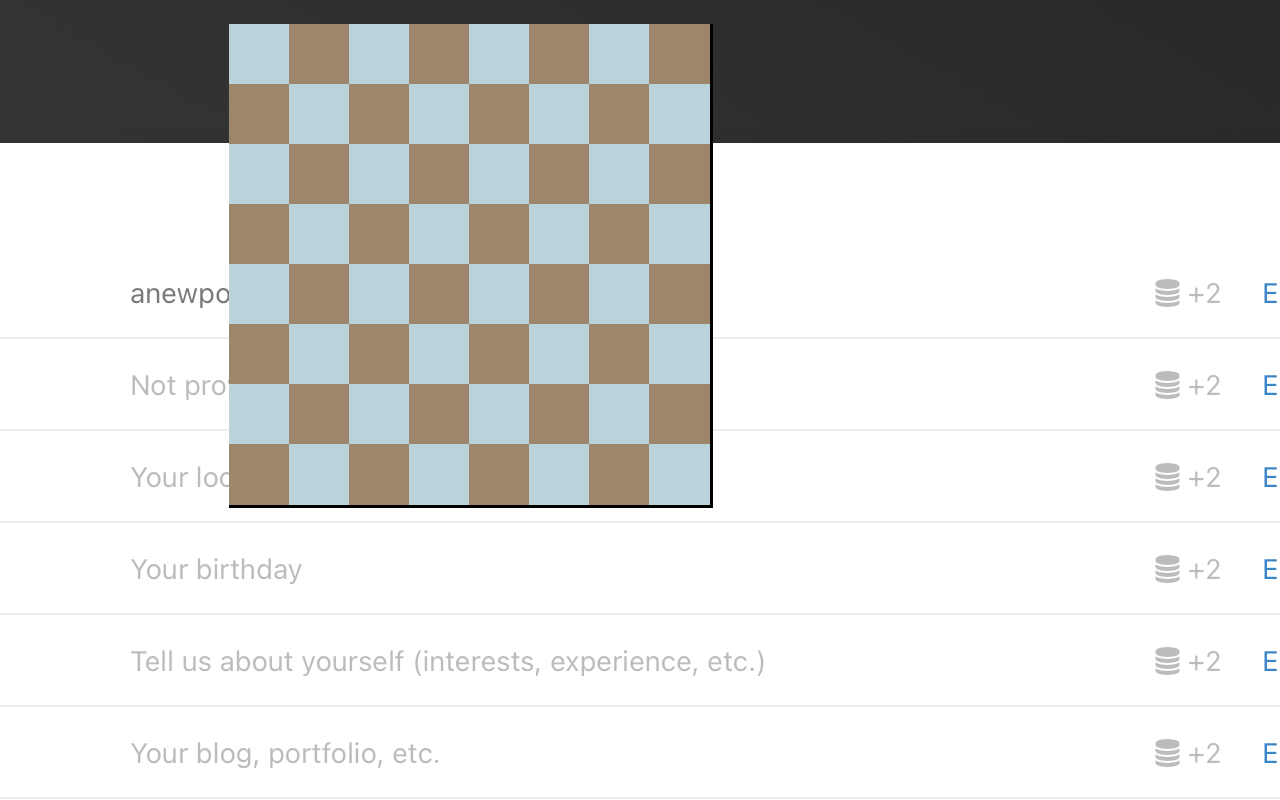 anewpo +2 E
Not pro +2 E
Your loc +2 E
Your birthday +2 E
Tell us about yourself (interests, experience, etc.) +2 E
Your blog, portfolio, etc. +2 E